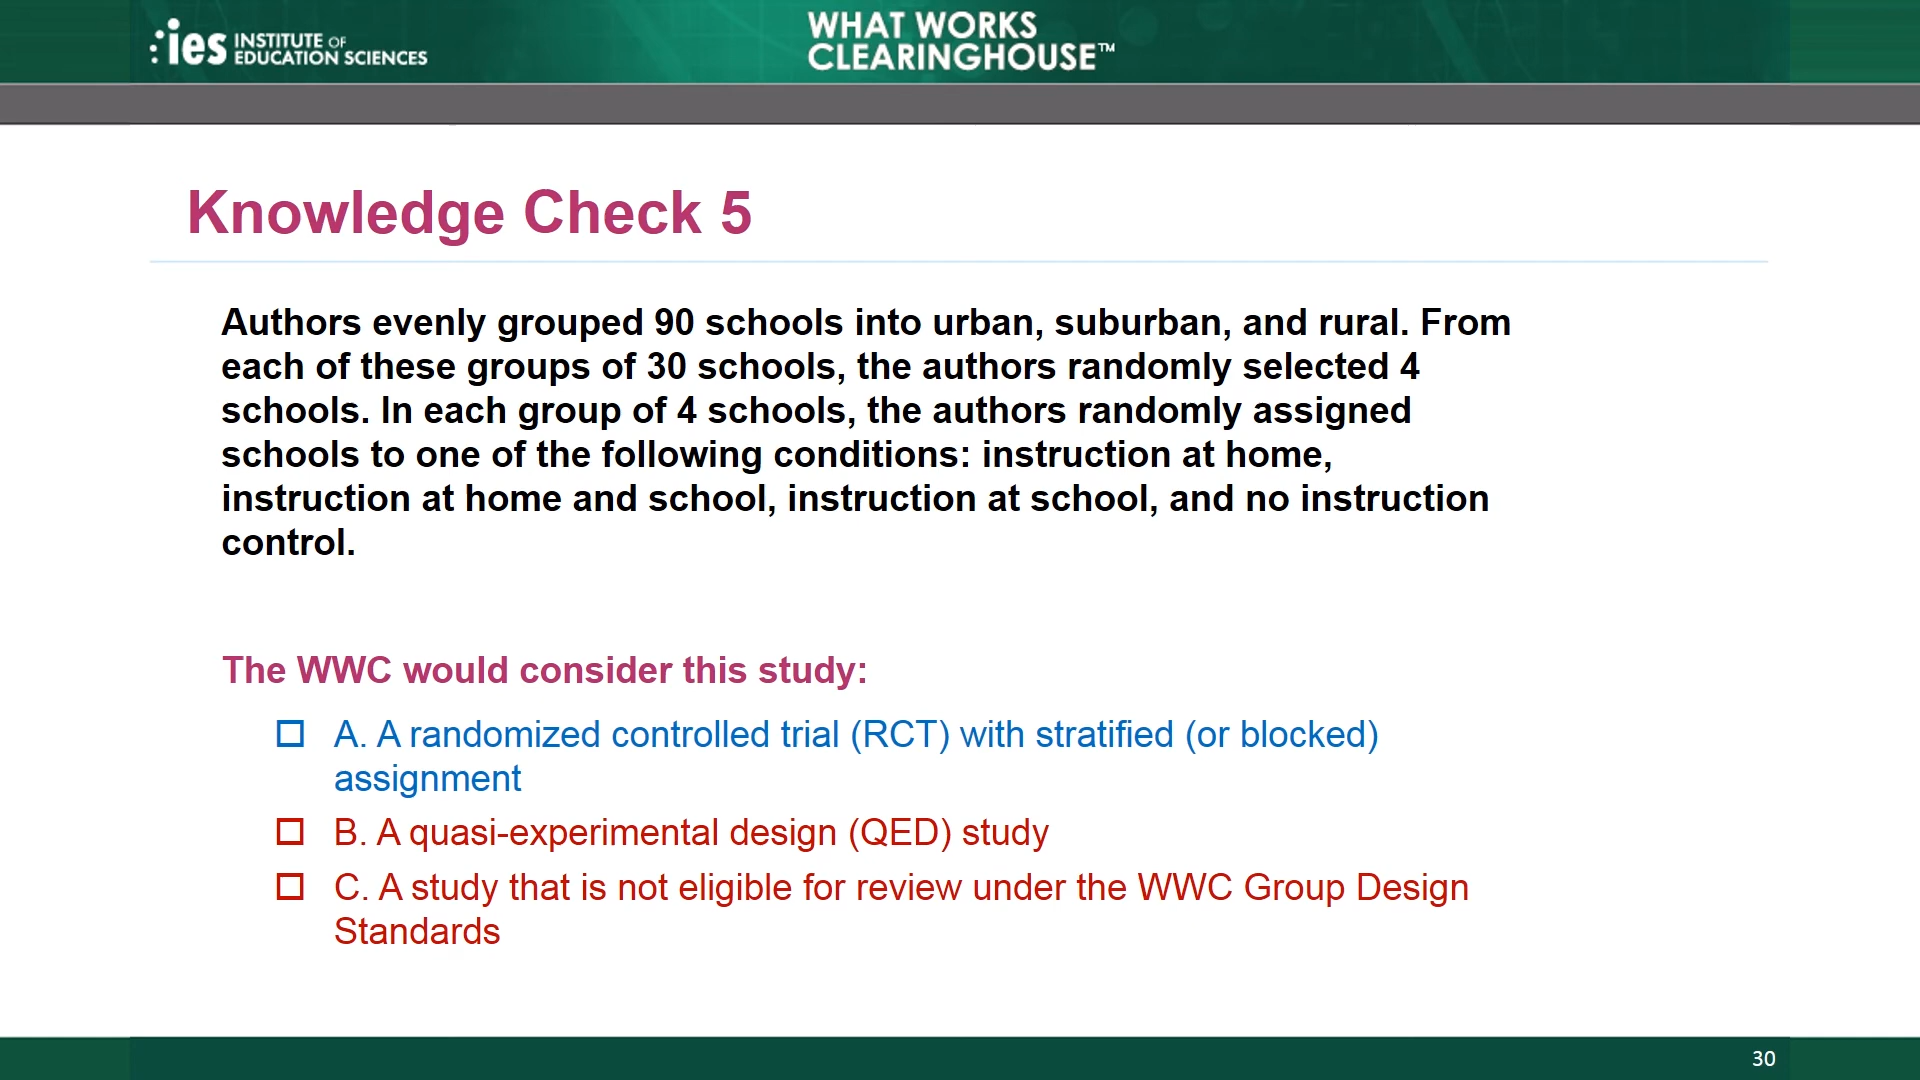 ies INSTITUTE OF
EDUCATION SCIENCES
WHAT WORKS
CLEARINGHOUSE™
Knowledge Check 5
Authors evenly grouped 90 schools into urban, suburban, and rural. From
each of these groups of 30 schools, the authors randomly selected 4
schools. In each group of 4 schools, the authors randomly assigned
schools to one of the following conditions: instruction at home,
instruction at home and school, instruction at school, and no instruction
control.
The WWC would consider this study:
A. A randomized controlled trial (RCT) with stratified (or blocked)
assignment
B. A quasi-experimental design (QED) study
C. A study that is not eligible for review under the WWC Group Design
Standards
30